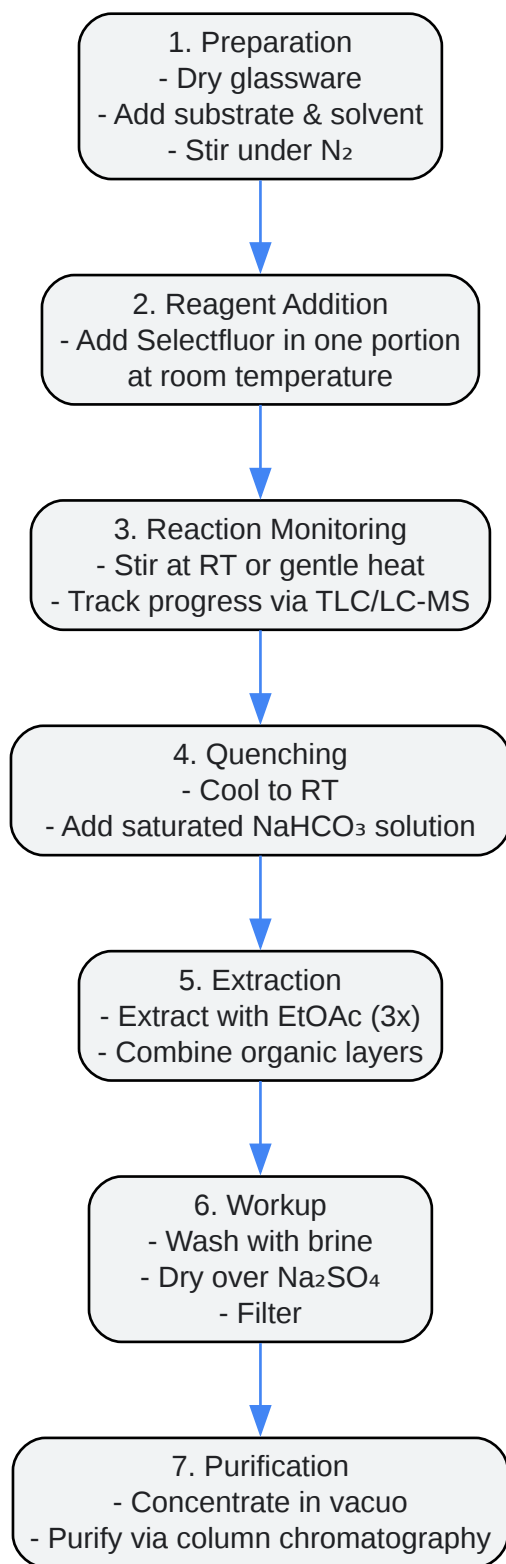 1. Preparation
- Dry glassware
- Add substrate & solvent
- Stir under N₂
2. Reagent Addition
- Add Selectfluor in one portion
at room temperature
3. Reaction Monitoring
- Stir at RT or gentle heat
- Track progress via TLC/LC-MS
4. Quenching
- Cool to RT
- Add saturated NaHCO₃ solution
5. Extraction
- Extract with EtOAc (3x)
- Combine organic layers
6. Workup
- Wash with brine
- Dry over Na₂SO₄
- Filter
7. Purification
- Concentrate in vacuo
- Purify via column chromatography